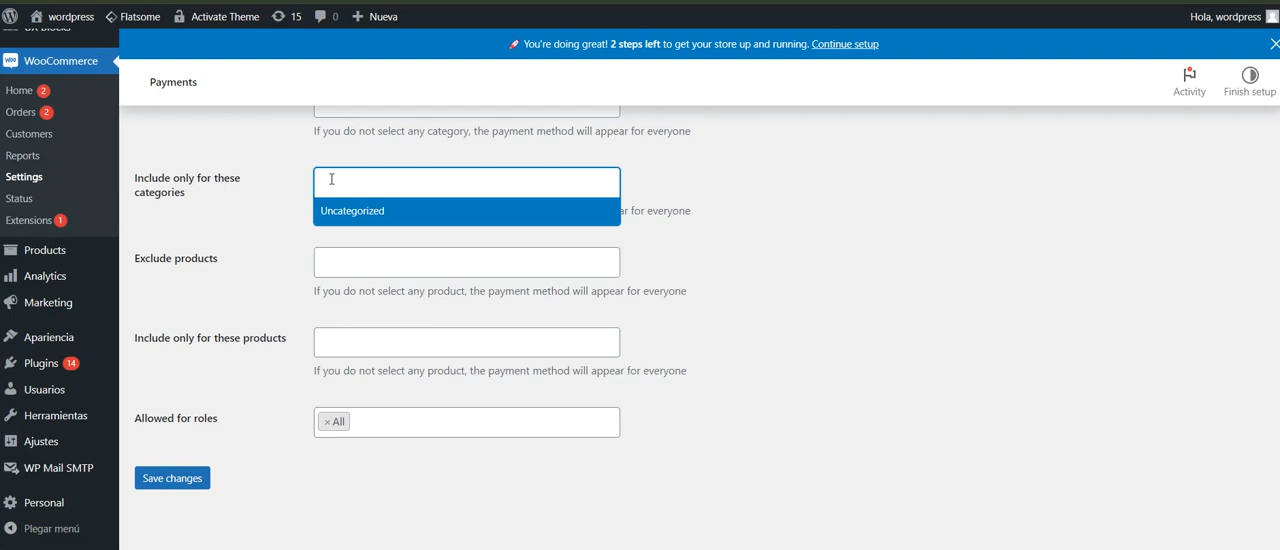 wordpress Flatsome Activate Theme 15 0 + Nueva Hola, wordpress
UX Blocks
🚀 You're doing great! 2 steps left to get your store up and running. Continue setup
WooCommerce
Payments
Activity
Finish setup
Home 2
Orders 2
Customers
Reports
Settings
Status
Extensions 1
Products
Analytics
Marketing
Apariencia
Plugins 14
Usuarios
Herramientas
Ajustes
WP Mail SMTP
Personal
Plegar menú
If you do not select any category, the payment method will appear for everyone
Include only for these
categories
Uncategorized
ar for everyone
Exclude products
If you do not select any product, the payment method will appear for everyone
Include only for these products
If you do not select any product, the payment method will appear for everyone
Allowed for roles
× All
Save changes